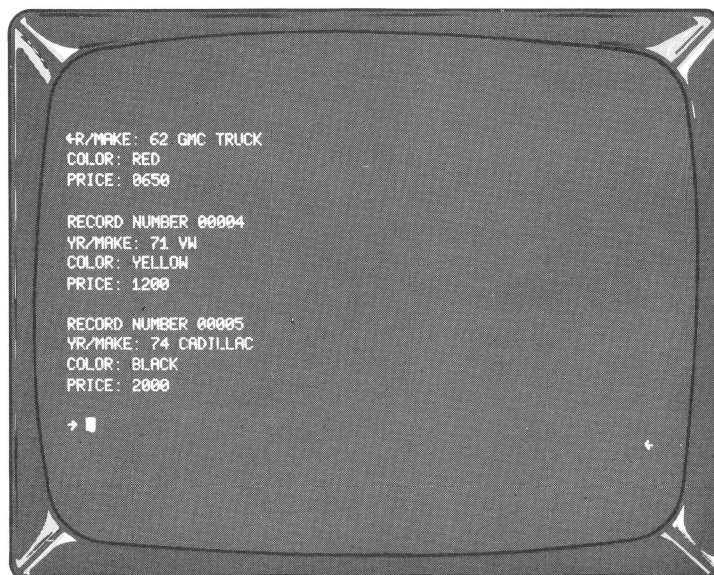 ←R/MAKE: 62 GMC TRUCK
COLOR: RED
PRICE: 0650
RECORD NUMBER 00004
YR/MAKE: 71 VW
COLOR: YELLOW
PRICE: 1200
RECORD NUMBER 00005
YR/MAKE: 74 CADILLAC
COLOR: BLACK
PRICE: 2000
→
←